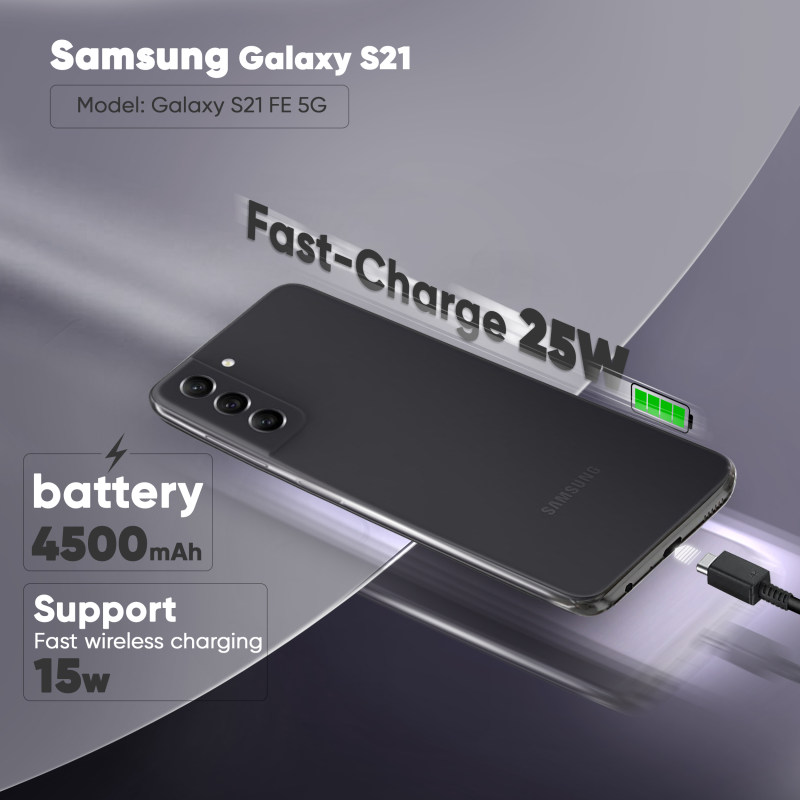 Samsung Galaxy S21
Model: Galaxy S21 FE 5G
Fast-Charge 25W
SAMSUNG
battery
4500mAh
Support
Fast wireless charging
15w